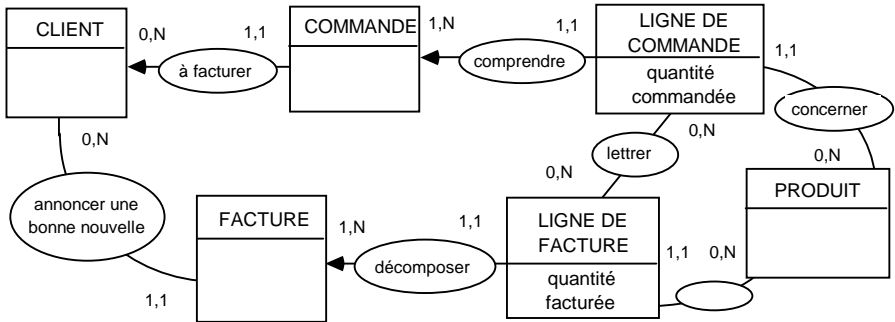 CLIENT
0,N
1,1
à facturer
COMMANDE
1,N
1,1
comprendre
LIGNE DE
COMMANDE
quantité
commandée
1,1
concerner
0,N
0,N
lettrer
0,N
0,N
PRODUIT
annoncer une
bonne nouvelle
1,1
FACTURE
1,N
1,1
décomposer
LIGNE DE
FACTURE
quantité
facturée
1,1
0,N